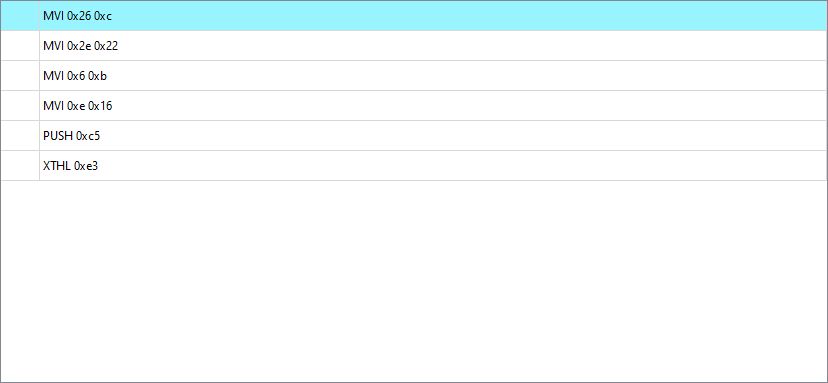 MVI 0x26 0xc
MVI 0x2e 0x22
MVI 0x6 0xb
MVI 0xe 0x16
PUSH 0xc5
XTHL 0xe3